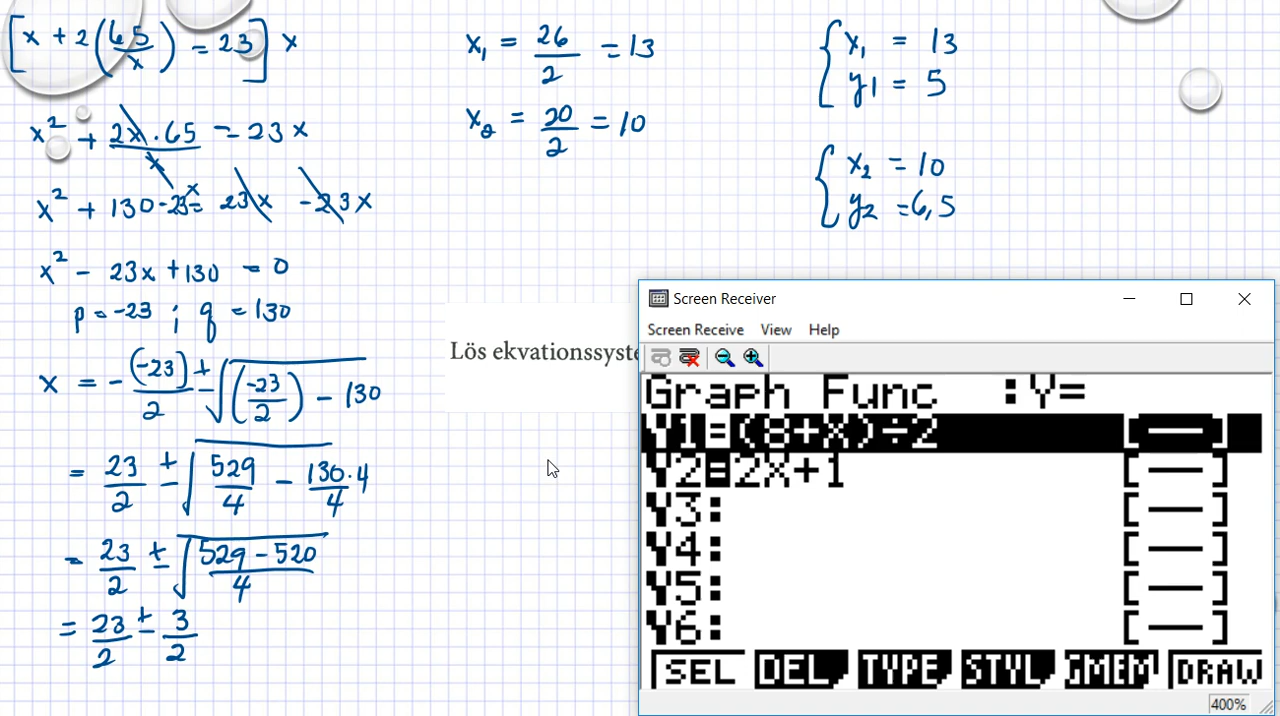 [x + 2(65/x) = 23] x
x² + 2x·65/x = 23x
x² + 130 - 23x = 23x - 23x
x² - 23x + 130 = 0
p = -23 ; q = 130
x = - (-23)/2 ± √((-23/2) - 130
= 23/2 ± √(529/4 - 130·4/4
= 23/2 ± √(529 - 520/4
= 23/2 ± 3/2
x₁ = 26/2 = 13
x₂ = 20/2 = 10
{ x₁ = 13
y1 = 5
{ x₂ = 10
y₂ = 6,5
Lös ekvationssyste
Screen Receiver
Screen Receive View Help
Graph Func :Y=
Y1=(8+X)÷2 [—]
Y2=2X+1 [—]
Y3: [—]
Y4: [—]
Y5: [—]
Y6: [—]
SEL DEL TYPE STYL GMEM DRAW
400%